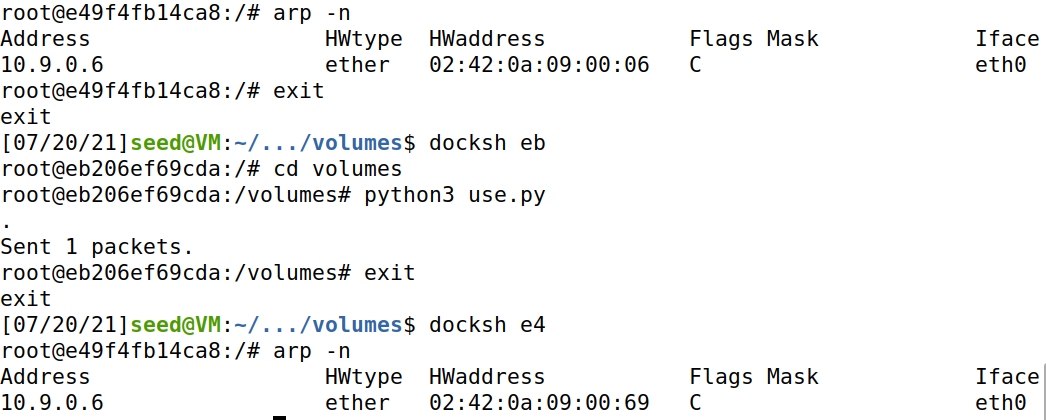 root@e49f4fb14ca8:/# arp -n
Address                  HWtype  HWaddress           Flags Mask            Iface
10.9.0.6                 ether   02:42:0a:09:00:06   C                     eth0
root@e49f4fb14ca8:/# exit
exit
[07/20/21]seed@VM:~/.../volumes$ docksh eb
root@eb206ef69cda:/# cd volumes
root@eb206ef69cda:/volumes# python3 use.py
.
Sent 1 packets.
root@eb206ef69cda:/volumes# exit
exit
[07/20/21]seed@VM:~/.../volumes$ docksh e4
root@e49f4fb14ca8:/# arp -n
Address                  HWtype  HWaddress           Flags Mask            Iface
10.9.0.6                 ether   02:42:0a:09:00:69   C                     eth0